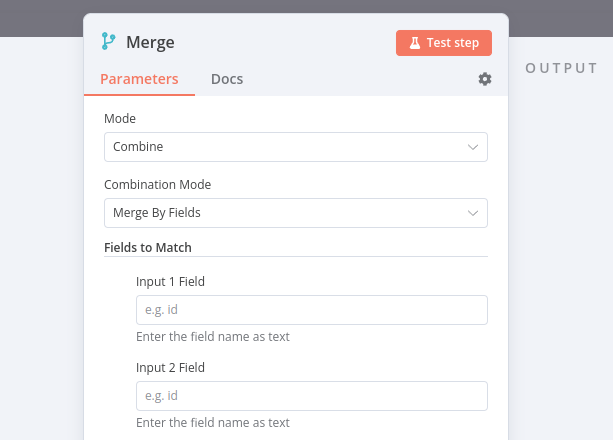 Merge
Test step
OUTPUT
Parameters
Docs
Mode
Combine
Combination Mode
Merge By Fields
Fields to Match
Input 1 Field
e.g. id
Enter the field name as text
Input 2 Field
e.g. id
Enter the field name as text